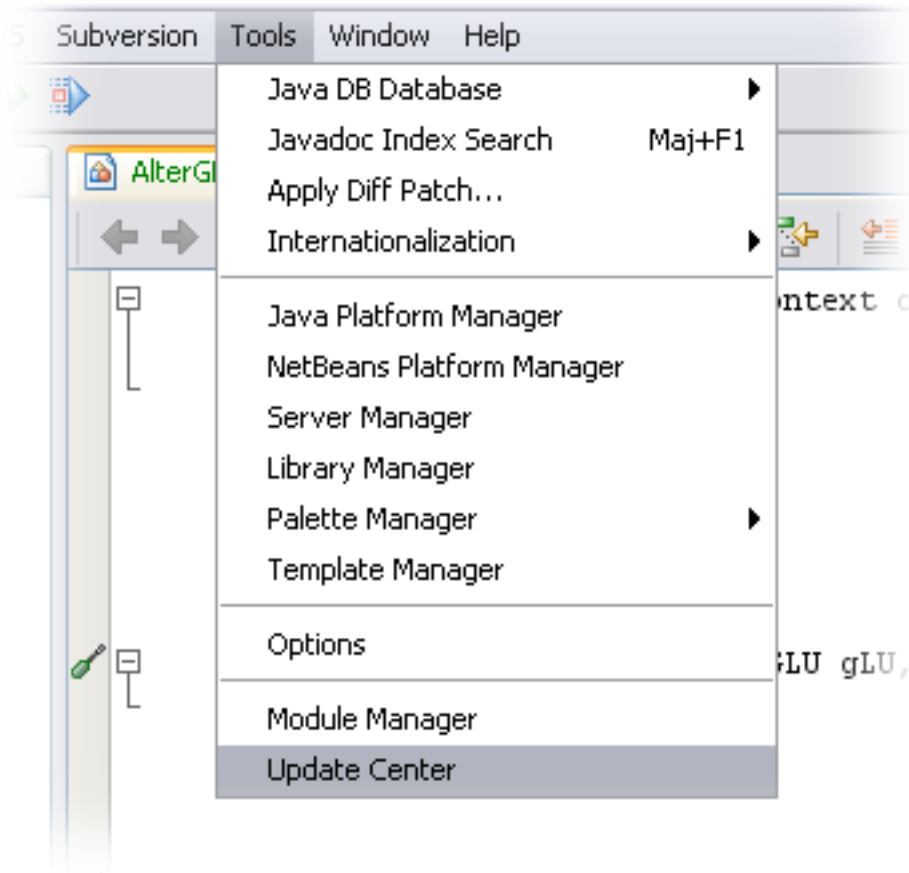 Subversion Tools Window Help
Java DB Database
Javadoc Index Search Maj+F1
AlterGl
Apply Diff Patch...
Internationalization
ontext
Java Platform Manager
NetBeans Platform Manager
Server Manager
Library Manager
Palette Manager
Template Manager
Options
GLU gLU,
Module Manager
Update Center